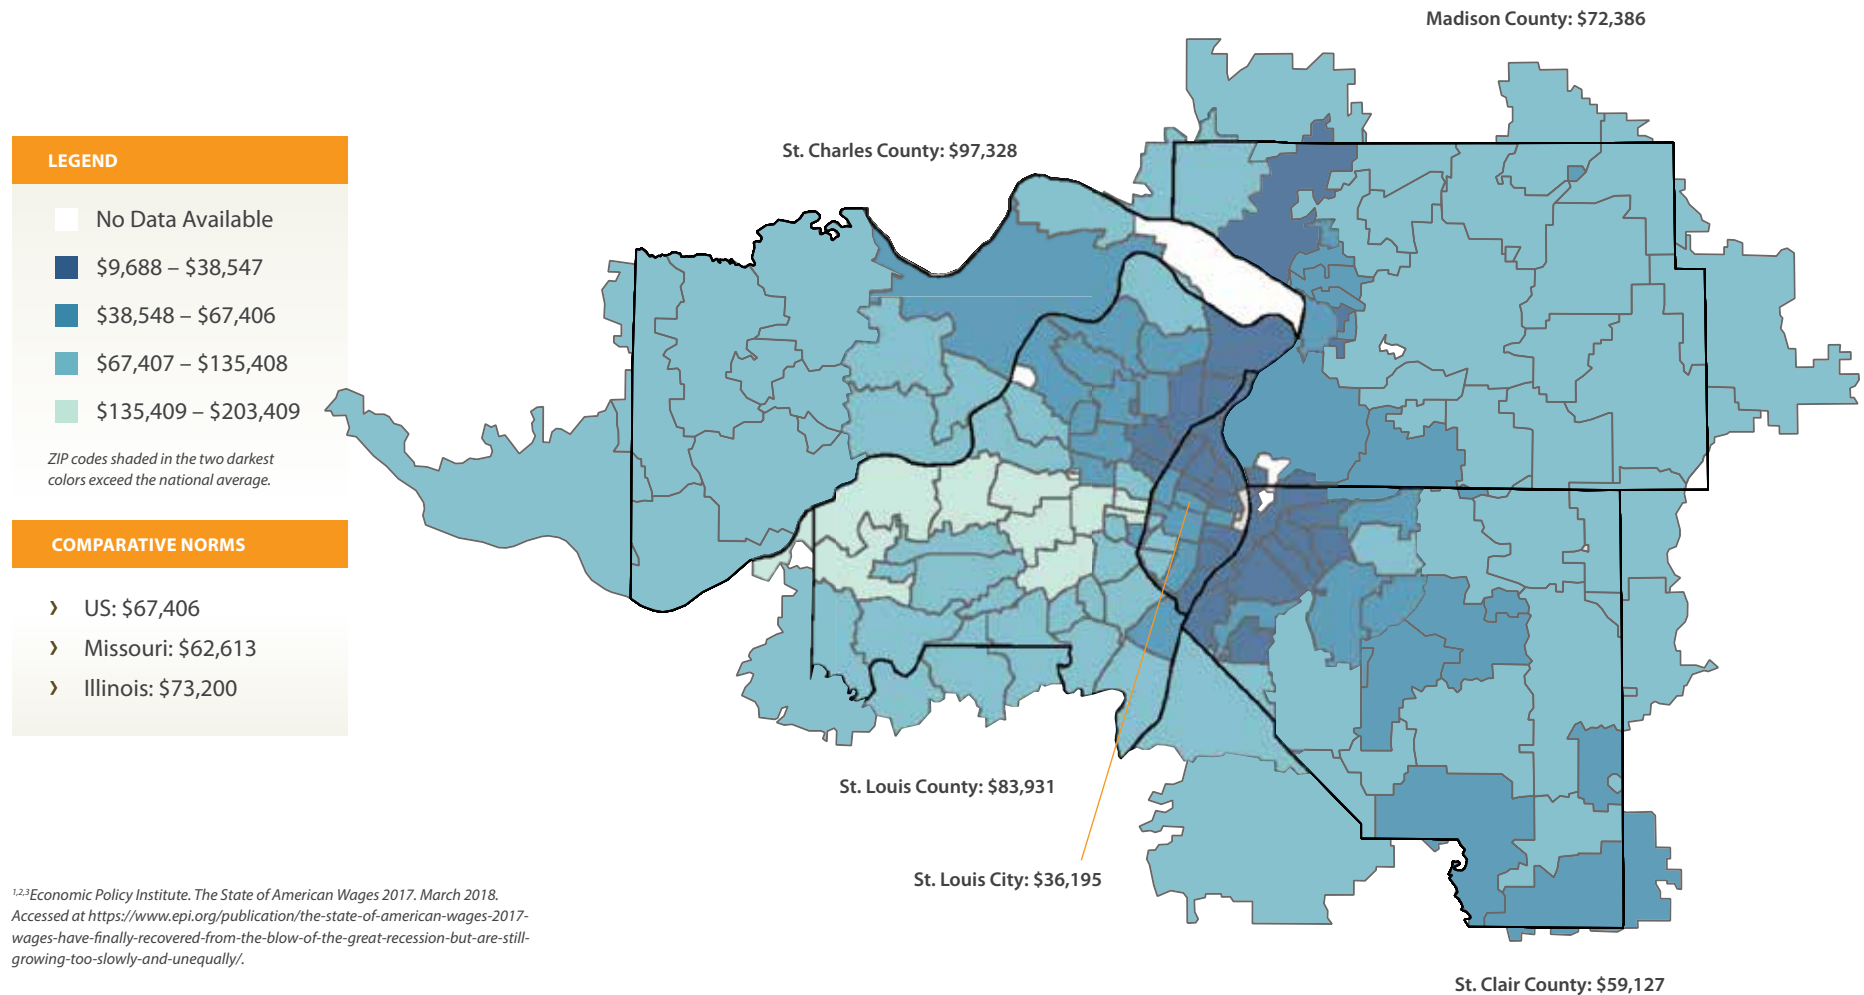 Madison County: $72,386
St. Charles County: $97,328
LEGEND
No Data Available
$9,688 – $38,547
$38,548 – $67,406
$67,407 – $135,408
$135,409 – $203,409
ZIP codes shaded in the two darkest
colors exceed the national average.
COMPARATIVE NORMS
› US: $67,406
› Missouri: $62,613
› Illinois: $73,200
St. Louis County: $83,931
St. Louis City: $36,195
1,2,3Economic Policy Institute. The State of American Wages 2017. March 2018.
Accessed at https://www.epi.org/publication/the-state-of-american-wages-2017-
wages-have-finally-recovered-from-the-blow-of-the-great-recession-but-are-still-
growing-too-slowly-and-unequally/.
St. Clair County: $59,127